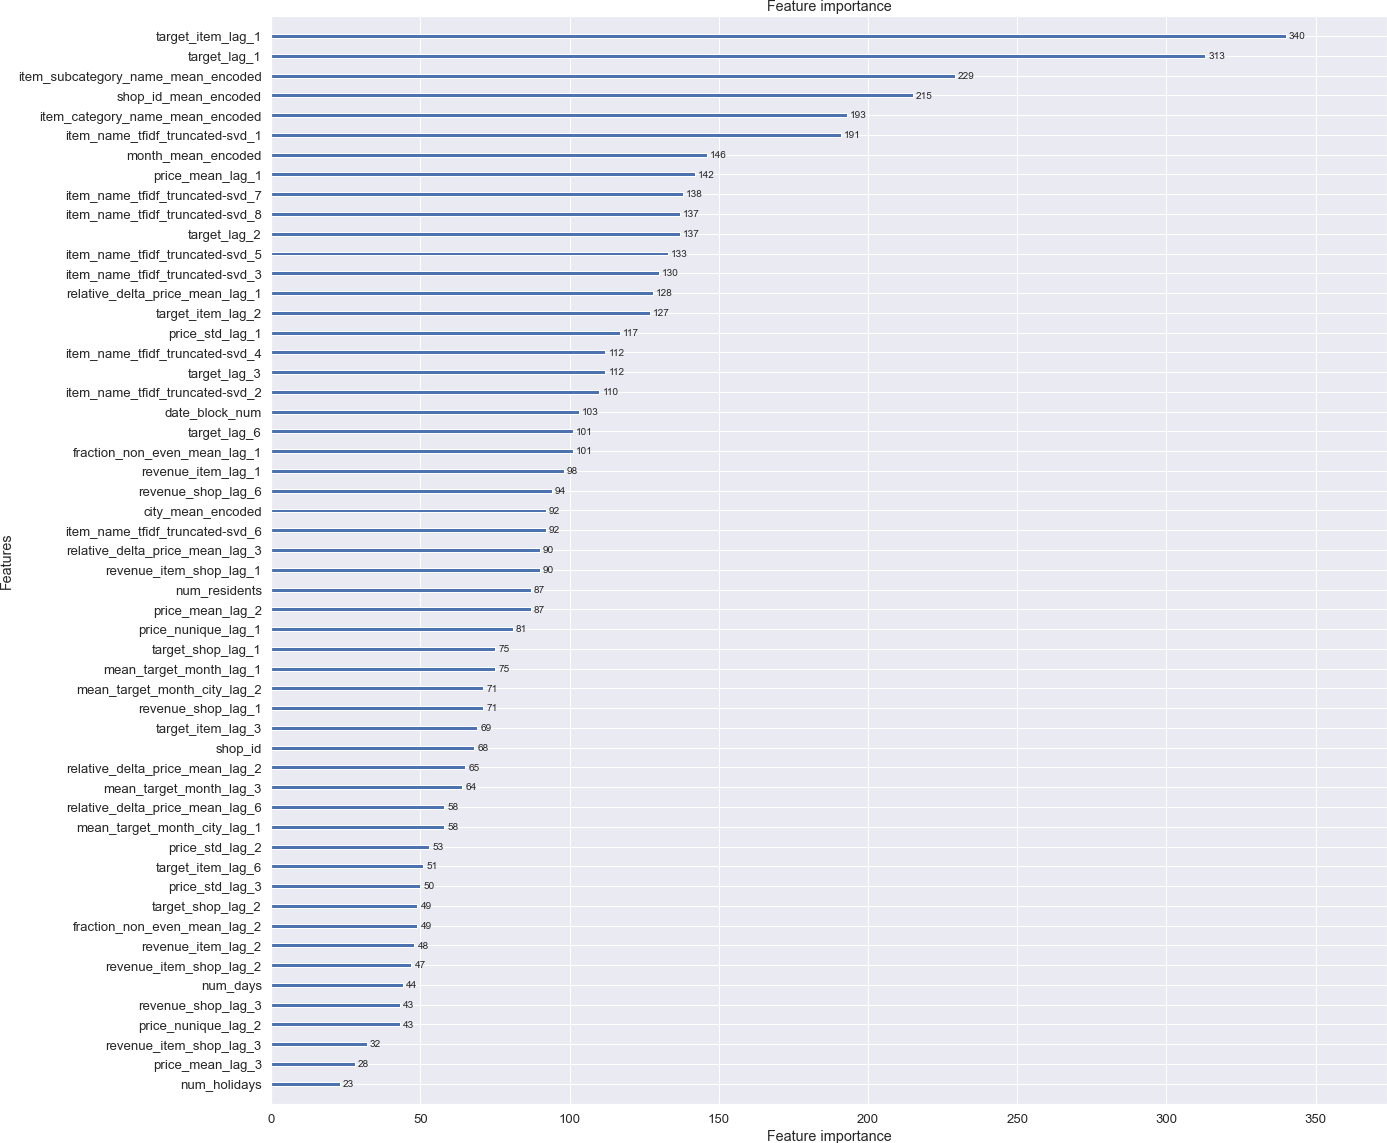 Feature importance
target_item_lag_1 340
target_lag_1 313
item_subcategory_name_mean_encoded 229
shop_id_mean_encoded 215
item_category_name_mean_encoded 193
item_name_tfidf_truncated-svd_1 191
month_mean_encoded 146
price_mean_lag_1 142
item_name_tfidf_truncated-svd_7 138
item_name_tfidf_truncated-svd_8 137
target_lag_2 137
item_name_tfidf_truncated-svd_5 133
item_name_tfidf_truncated-svd_3 130
relative_delta_price_mean_lag_1 128
target_item_lag_2 127
price_std_lag_1 117
item_name_tfidf_truncated-svd_4 112
target_lag_3 112
item_name_tfidf_truncated-svd_2 110
date_block_num 103
target_lag_6 101
fraction_non_even_mean_lag_1 101
revenue_item_lag_1 98
revenue_shop_lag_6 94
city_mean_encoded 92
item_name_tfidf_truncated-svd_6 92
relative_delta_price_mean_lag_3 90
revenue_item_shop_lag_1 90
num_residents 87
price_mean_lag_2 87
price_nunique_lag_1 81
target_shop_lag_1 75
mean_target_month_lag_1 75
mean_target_month_city_lag_2 71
revenue_shop_lag_1 71
target_item_lag_3 69
shop_id 68
relative_delta_price_mean_lag_2 65
mean_target_month_lag_3 64
relative_delta_price_mean_lag_6 58
mean_target_month_city_lag_1 58
price_std_lag_2 53
target_item_lag_6 51
price_std_lag_3 50
target_shop_lag_2 49
fraction_non_even_mean_lag_2 49
revenue_item_lag_2 48
revenue_item_shop_lag_2 47
num_days 44
revenue_shop_lag_3 43
price_nunique_lag_2 43
revenue_item_shop_lag_3 32
price_mean_lag_3 28
num_holidays 23
0 50 100 150 200 250 300 350
Feature importance
Features